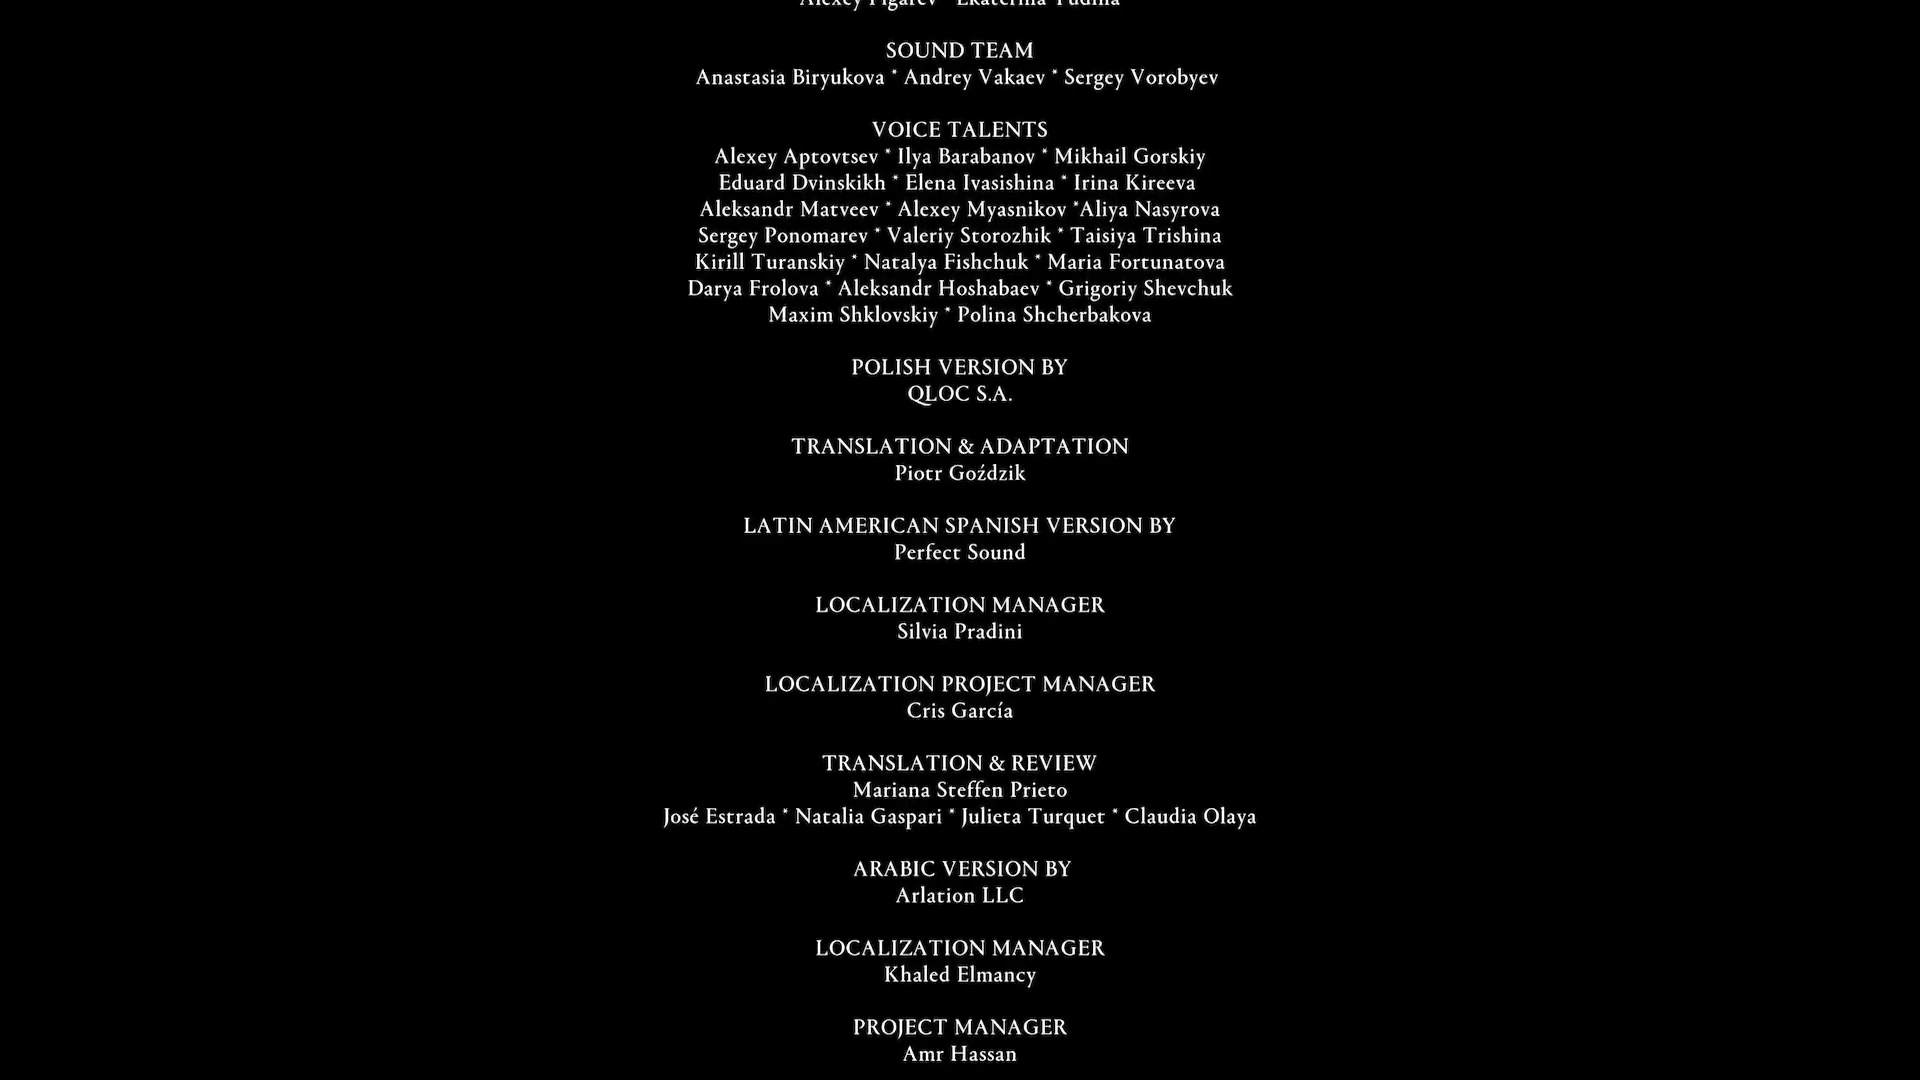 Alexey Pigarev * Ekaterina Yudina
SOUND TEAM
Anastasia Biryukova * Andrey Vakaev * Sergey Vorobyev
VOICE TALENTS
Alexey Aptovtsev * Ilya Barabanov * Mikhail Gorskiy
Eduard Dvinskikh * Elena Ivasishina * Irina Kireeva
Aleksandr Matveev * Alexey Myasnikov *Aliya Nasyrova
Sergey Ponomarev * Valeriy Storozhik * Taisiya Trishina
Kirill Turanskiy * Natalya Fishchuk * Maria Fortunatova
Darya Frolova * Aleksandr Hoshabaev * Grigoriy Shevchuk
Maxim Shklovskiy * Polina Shcherbakova
POLISH VERSION BY
QLOC S.A.
TRANSLATION & ADAPTATION
Piotr Goździk
LATIN AMERICAN SPANISH VERSION BY
Perfect Sound
LOCALIZATION MANAGER
Silvia Pradini
LOCALIZATION PROJECT MANAGER
Cris García
TRANSLATION & REVIEW
Mariana Steffen Prieto
José Estrada * Natalia Gaspari * Julieta Turquet * Claudia Olaya
ARABIC VERSION BY
Arlation LLC
LOCALIZATION MANAGER
Khaled Elmancy
PROJECT MANAGER
Amr Hassan